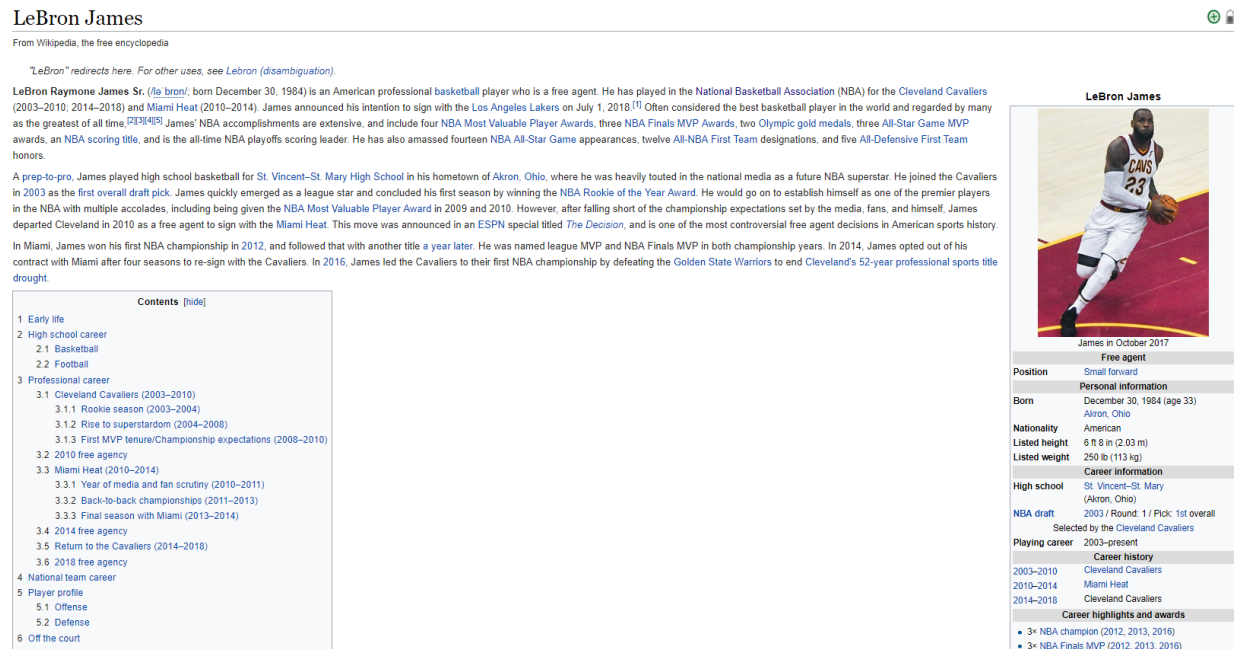 LeBron James
From Wikipedia, the free encyclopedia
"LeBron" redirects here. For other uses, see Lebron (disambiguation).
LeBron Raymone James Sr. (/ləˈbrɒn/; born December 30, 1984) is an American professional basketball player who is a free agent. He has played in the National Basketball Association (NBA) for the Cleveland Cavaliers
(2003–2010; 2014–2018) and Miami Heat (2010–2014). James announced his intention to sign with the Los Angeles Lakers on July 1, 2018.[1] Often considered the best basketball player in the world and regarded by many
as the greatest of all time,[2][3][4][5] James' NBA accomplishments are extensive, and include four NBA Most Valuable Player Awards, three NBA Finals MVP Awards, two Olympic gold medals, three All-Star Game MVP
awards, an NBA scoring title, and is the all-time NBA playoffs scoring leader. He has also amassed fourteen NBA All-Star Game appearances, twelve All-NBA First Team designations, and five All-Defensive First Team
honors.
A prep-to-pro, James played high school basketball for St. Vincent–St. Mary High School in his hometown of Akron, Ohio, where he was heavily touted in the national media as a future NBA superstar. He joined the Cavaliers
in 2003 as the first overall draft pick. James quickly emerged as a league star and concluded his first season by winning the NBA Rookie of the Year Award. He would go on to establish himself as one of the premier players
in the NBA with multiple accolades, including being given the NBA Most Valuable Player Award in 2009 and 2010. However, after falling short of the championship expectations set by the media, fans, and himself, James
departed Cleveland in 2010 as a free agent to sign with the Miami Heat. This move was announced in an ESPN special titled The Decision, and is one of the most controversial free agent decisions in American sports history.
In Miami, James won his first NBA championship in 2012, and followed that with another title a year later. He was named league MVP and NBA Finals MVP in both championship years. In 2014, James opted out of his
contract with Miami after four seasons to re-sign with the Cavaliers. In 2016, James led the Cavaliers to their first NBA championship by defeating the Golden State Warriors to end Cleveland's 52-year professional sports title
drought.
Contents [hide]
1 Early life
2 High school career
2.1 Basketball
2.2 Football
3 Professional career
3.1 Cleveland Cavaliers (2003–2010)
3.1.1 Rookie season (2003–2004)
3.1.2 Rise to superstardom (2004–2008)
3.1.3 First MVP tenure/Championship expectations (2008–2010)
3.2 2010 free agency
3.3 Miami Heat (2010–2014)
3.3.1 Year of media and fan scrutiny (2010–2011)
3.3.2 Back-to-back championships (2011–2013)
3.3.3 Final season with Miami (2013–2014)
3.4 2014 free agency
3.5 Return to the Cavaliers (2014–2018)
3.6 2018 free agency
4 National team career
5 Player profile
5.1 Offense
5.2 Defense
6 Off the court
LeBron James
CAVS
23
James in October 2017
Free agent
Position Small forward
Personal information
Born December 30, 1984 (age 33)
Akron, Ohio
Nationality American
Listed height 6 ft 8 in (2.03 m)
Listed weight 250 lb (113 kg)
Career information
High school St. Vincent–St. Mary
(Akron, Ohio)
NBA draft 2003 / Round: 1 / Pick: 1st overall
Selected by the Cleveland Cavaliers
Playing career 2003–present
Career history
2003–2010 Cleveland Cavaliers
2010–2014 Miami Heat
2014–2018 Cleveland Cavaliers
Career highlights and awards
• 3× NBA champion (2012, 2013, 2016)
• 3× NBA Finals MVP (2012, 2013, 2016)